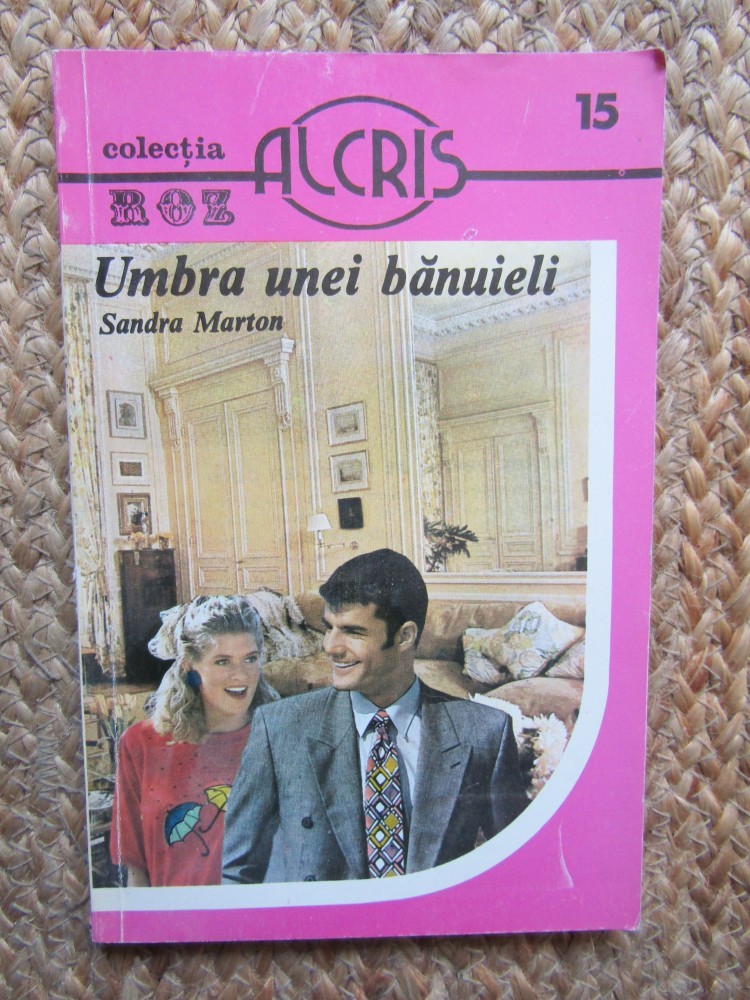 15
colecția
ALCRIS
ROZ
Umbra unei bănuieli
Sandra Marton